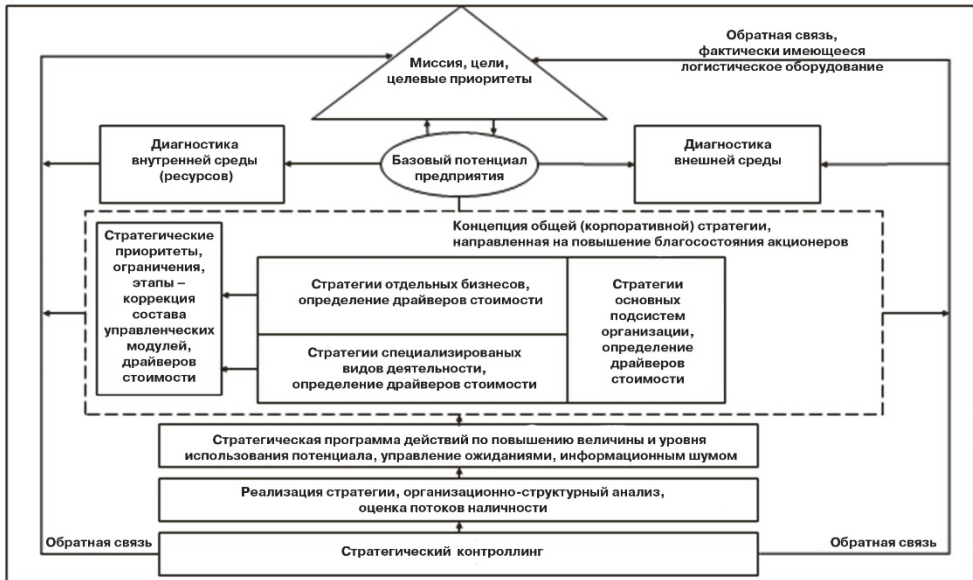 Обратная связь,
фактически имеющееся
логистическое оборудование
Миссия, цели,
целевые приоритеты
Диагностика
внутренней среды
(ресурсов)
Базовый потенциал
предприятия
Диагностика
внешней среды
Концепция общей (корпоративной) стратегии,
направленная на повышение благосостояния акционеров
Стратегические
приоритеты,
ограничения,
этапы –
коррекция
состава
управленческих
модулей,
драйверов
стоимости
Стратегии отдельных бизнесов,
определение драйверов стоимости
Стратегии специализированых
видов деятельности,
определение драйверов стоимости
Стратегии
основных
подсистем
организации,
определение
драйверов
стоимости
Стратегическая программа действий по повышению величины и уровня
использования потенциала, управление ожиданиями, информационным шумом
Реализация стратегии, организационно-структурный анализ,
оценка потоков наличности
Обратная связь
Стратегический контроллинг
Обратная связь